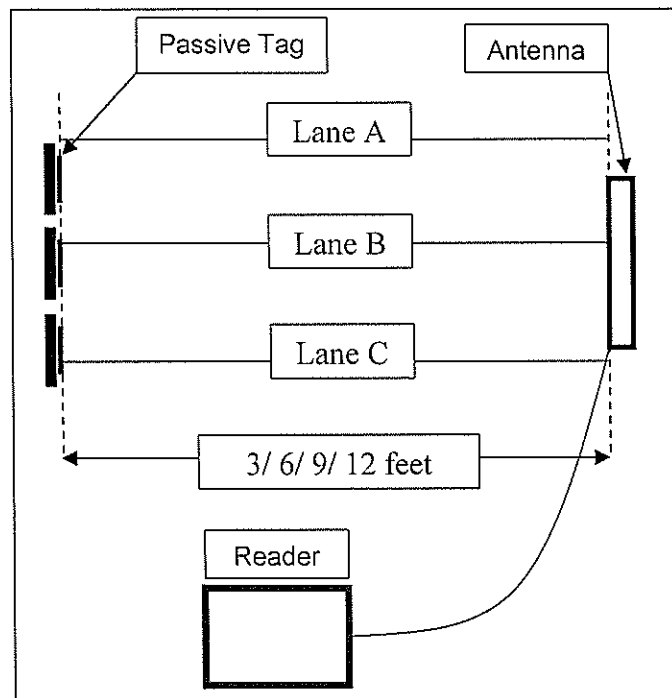 Passive Tag
Antenna
Lane A
Lane B
Lane C
3/ 6/ 9/ 12 feet
Reader